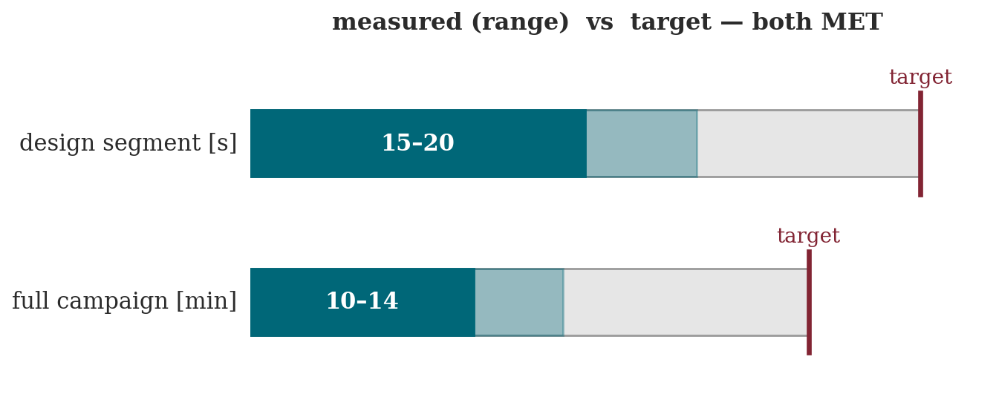 measured (range)  vs  target — both MET
target
design segment [s]
15–20
target
full campaign [min]
10–14